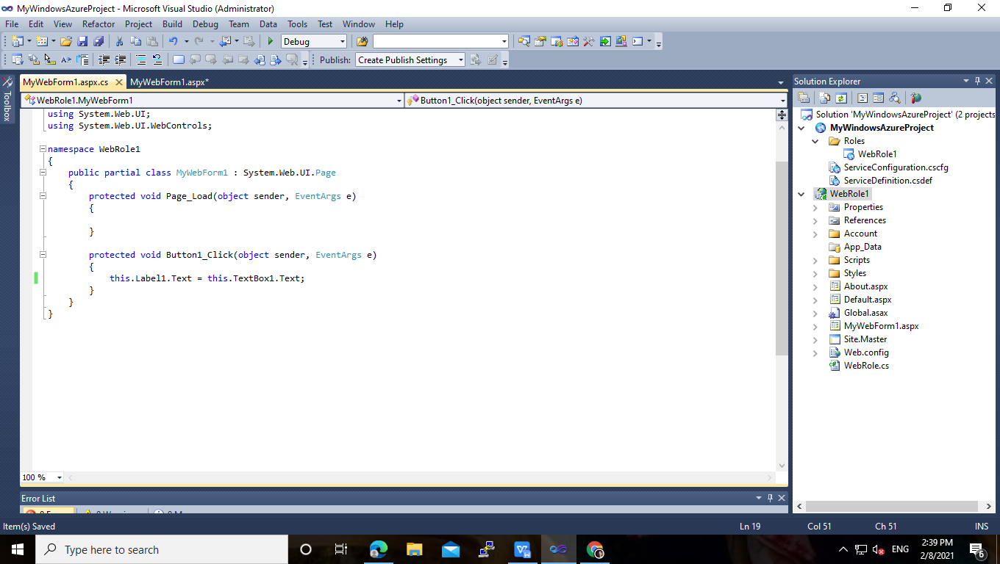 MyWindowsAzureProject - Microsoft Visual Studio (Administrator)
File Edit View Refactor Project Build Debug Team Data Tools Test Window Help
Debug
Publish: Create Publish Settings
Toolbox
MyWebForm1.aspx.cs MyWebForm1.aspx*
WebRole1.MyWebForm1 Button1_Click(object sender, EventArgs e)
using System.Web.UI;
using System.Web.UI.WebControls;
namespace WebRole1
{
public partial class MyWebForm1 : System.Web.UI.Page
{
protected void Page_Load(object sender, EventArgs e)
{
}
protected void Button1_Click(object sender, EventArgs e)
{
this.Label1.Text = this.TextBox1.Text;
}
}
}
100 %
Error List
Solution Explorer
Solution 'MyWindowsAzureProject' (2 projects
MyWindowsAzureProject
Roles
WebRole1
ServiceConfiguration.cscfg
ServiceDefinition.csdef
WebRole1
Properties
References
Account
App_Data
Scripts
Styles
About.aspx
Default.aspx
Global.asax
MyWebForm1.aspx
Site.Master
Web.config
WebRole.cs
Item(s) Saved Ln 19 Col 51 Ch 51 INS
Type here to search
ENG
2:39 PM
2/8/2021
6